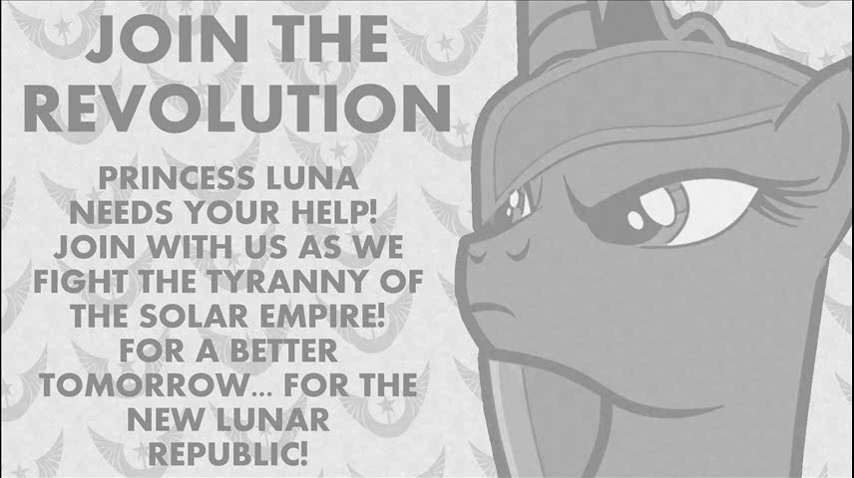 JOIN THE
REVOLUTION
PRINCESS LUNA
NEEDS YOUR HELP!
JOIN WITH US AS WE
FIGHT THE TYRANNY OF
THE SOLAR EMPIRE!
FOR A BETTER
TOMORROW... FOR THE
NEW LUNAR
REPUBLIC!